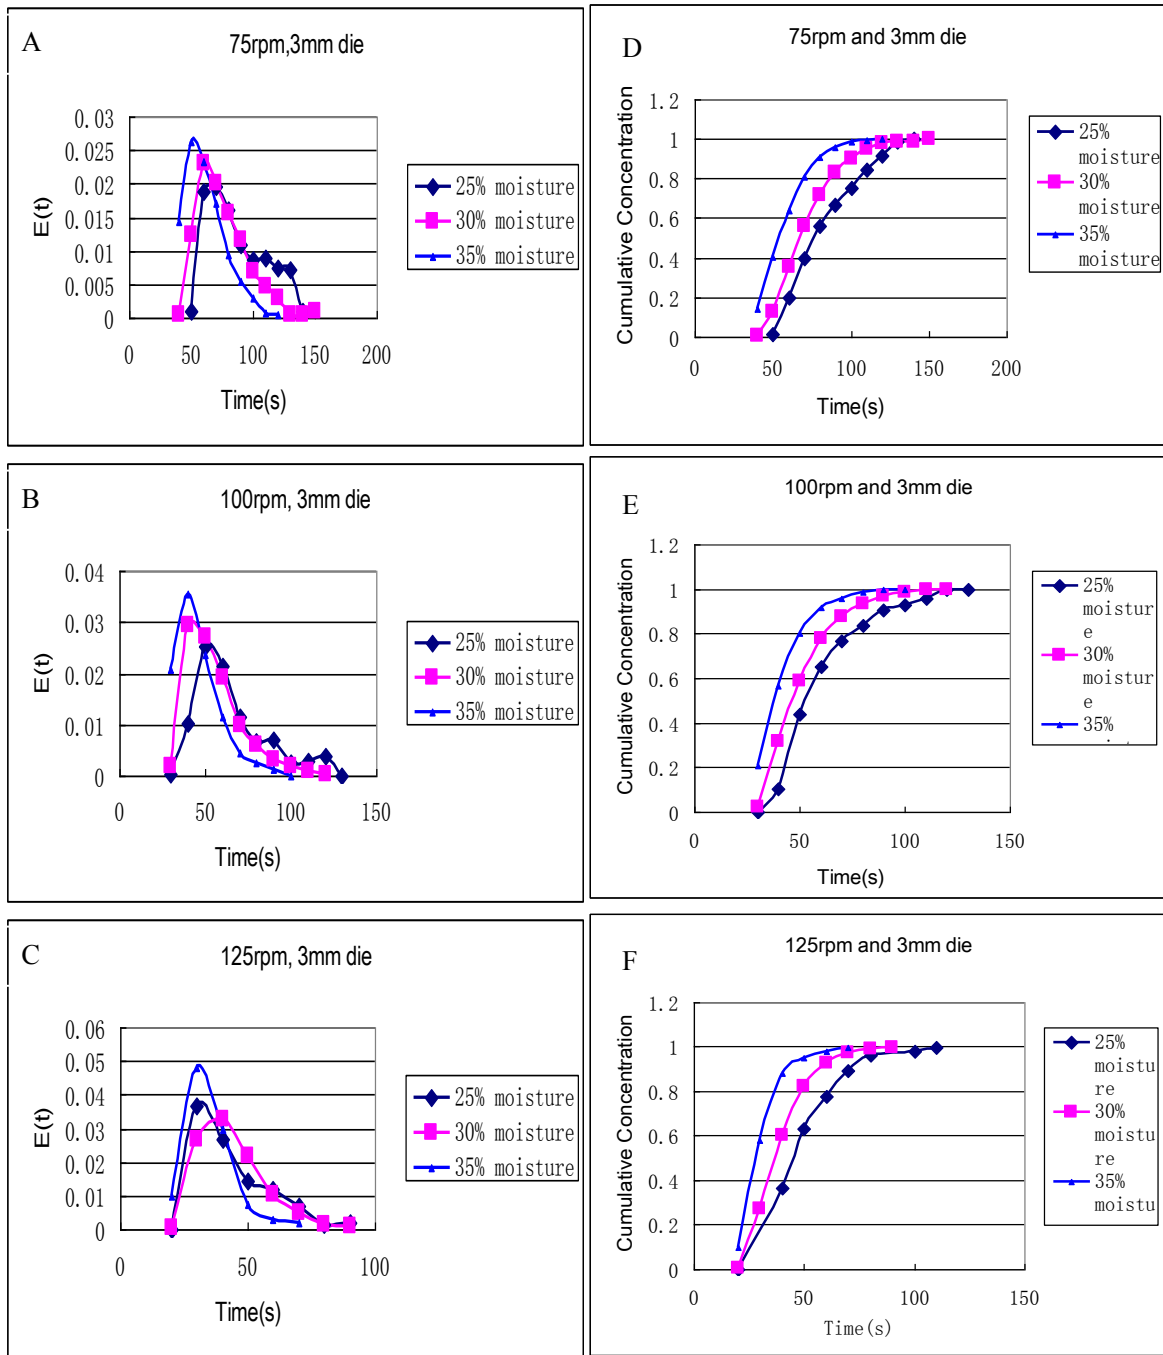 A
75rpm,3mm die
0.03
0.025
0.02
0.015
0.01
0.005
0
E(t)
0 50 100 150 200
Time(s)
25% moisture
30% moisture
35% moisture
D
75rpm and 3mm die
1.2
1
0.8
0.6
0.4
0.2
0
Cumulative Concentration
0 50 100 150 200
Time(s)
25%
moisture
30%
moisture
35%
moisture
B
100rpm, 3mm die
0.04
0.03
0.02
0.01
0
E(t)
0 50 100 150
Time(s)
25% moisture
30% moisture
35% moisture
E
100rpm and 3mm die
1.2
1
0.8
0.6
0.4
0.2
0
Cumulative Concentration
0 50 100 150
Time(s)
25%
moistur
e
30%
moistur
e
35%
C
125rpm, 3mm die
0.06
0.05
0.04
0.03
0.02
0.01
0
E(t)
0 50 100
Time(s)
25% moisture
30% moisture
35% moisture
F
125rpm and 3mm die
1.2
1
0.8
0.6
0.4
0.2
0
Cumulative Concentration
0 50 100 150
Time(s)
25%
moistu
re
30%
moistu
re
35%
moistu